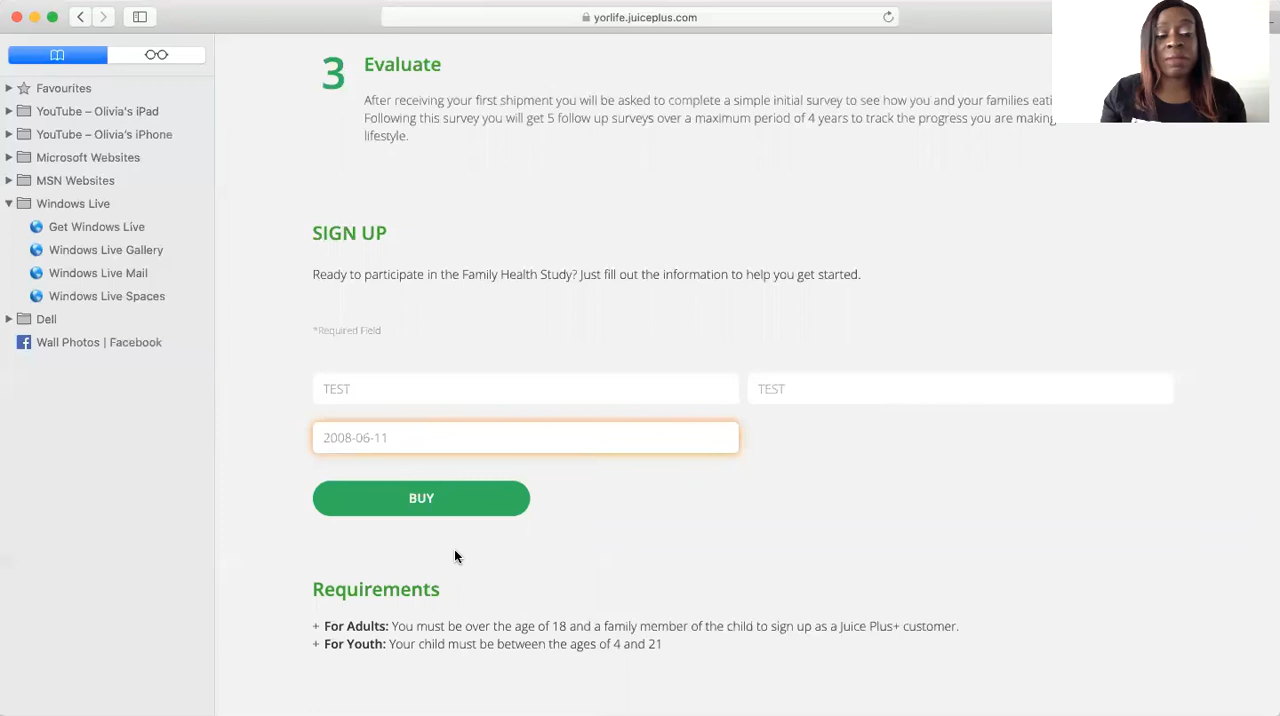 yorlife.juiceplus.com
Favourites
YouTube – Olivia's iPad
YouTube – Olivia's iPhone
Microsoft Websites
MSN Websites
Windows Live
Get Windows Live
Windows Live Gallery
Windows Live Mail
Windows Live Spaces
Dell
Wall Photos | Facebook
3 Evaluate
After receiving your first shipment you will be asked to complete a simple initial survey to see how you and your families eati
Following this survey you will get 5 follow up surveys over a maximum period of 4 years to track the progress you are making
lifestyle.
SIGN UP
Ready to participate in the Family Health Study? Just fill out the information to help you get started.
*Required Field
TEST TEST
2008-06-11
BUY
Requirements
+ For Adults: You must be over the age of 18 and a family member of the child to sign up as a Juice Plus+ customer.
+ For Youth: Your child must be between the ages of 4 and 21